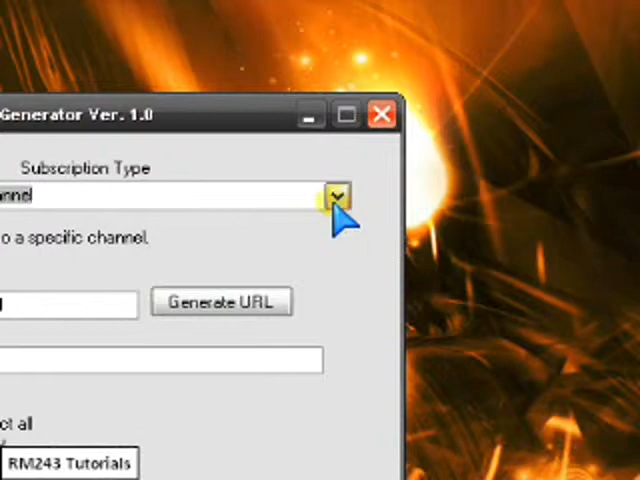 Generator Ver. 1.0
Subscription Type
o a specific channel.
Generate URL
ct all
RM243 Tutorials